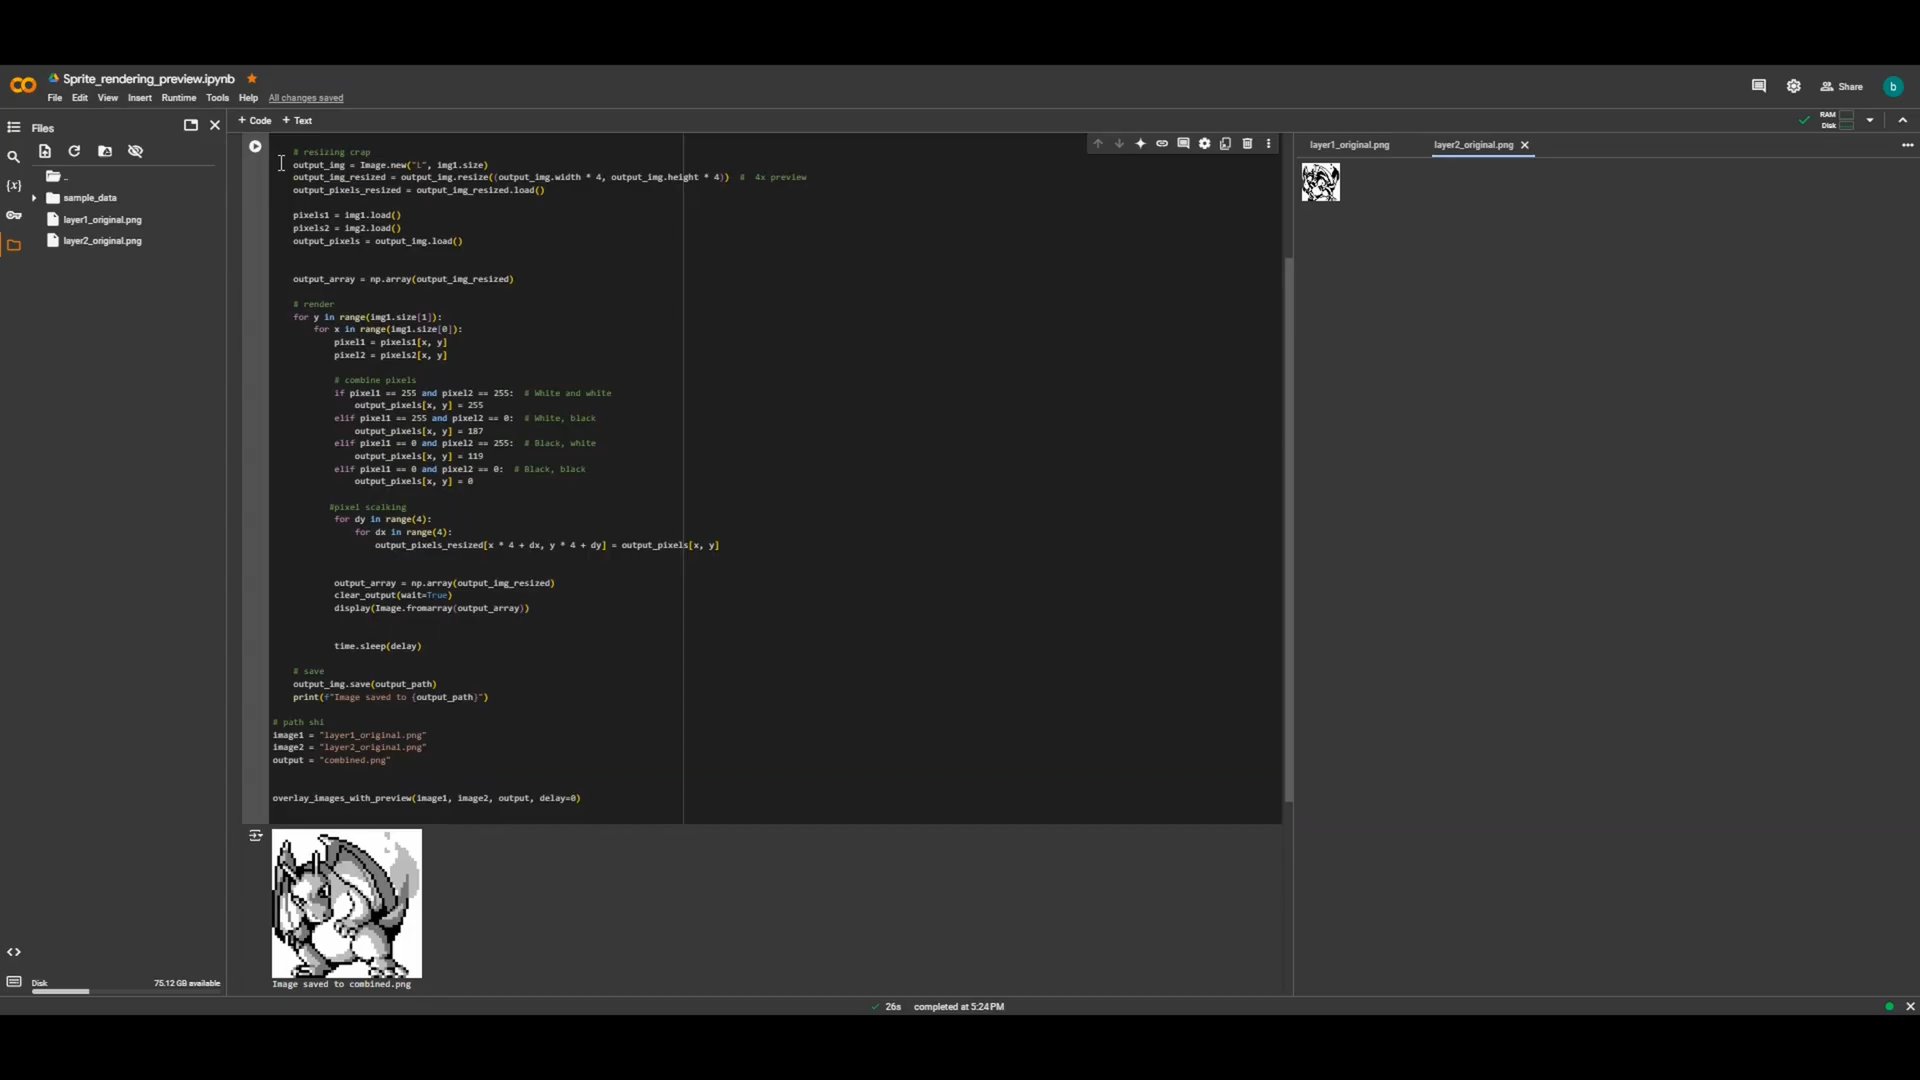 Sprite_rendering_preview.ipynb
File Edit View Insert Runtime Tools Help All changes saved
Share
b
Files
+ Code + Text
RAM
Disk
..
sample_data
layer1_original.png
layer2_original.png
# resizing crap
output_img = Image.new("L", img1.size)
output_img_resized = output_img.resize((output_img.width * 4, output_img.height * 4)) # 4x preview
output_pixels_resized = output_img_resized.load()
pixels1 = img1.load()
pixels2 = img2.load()
output_pixels = output_img.load()
output_array = np.array(output_img_resized)
# render
for y in range(img1.size[1]):
for x in range(img1.size[0]):
pixel1 = pixels1[x, y]
pixel2 = pixels2[x, y]
# combine pixels
if pixel1 == 255 and pixel2 == 255: # White and white
output_pixels[x, y] = 255
elif pixel1 == 255 and pixel2 == 0: # White, black
output_pixels[x, y] = 187
elif pixel1 == 0 and pixel2 == 255: # Black, white
output_pixels[x, y] = 119
elif pixel1 == 0 and pixel2 == 0: # Black, black
output_pixels[x, y] = 0
#pixel scalking
for dy in range(4):
for dx in range(4):
output_pixels_resized[x * 4 + dx, y * 4 + dy] = output_pixels[x, y]
output_array = np.array(output_img_resized)
clear_output(wait=True)
display(Image.fromarray(output_array))
time.sleep(delay)
# save
output_img.save(output_path)
print(f"Image saved to {output_path}")
# path shi
image1 = "layer1_original.png"
image2 = "layer2_original.png"
output = "combined.png"
overlay_images_with_preview(image1, image2, output, delay=0)
Image saved to combined.png
layer1_original.png layer2_original.png
Disk 75.12 GB available
26s completed at 5:24 PM